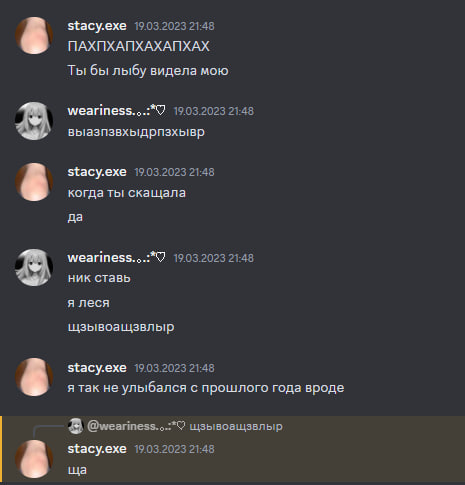 stacy.exe 19.03.2023 21:48
ПАХПХАПХАХАПХАХ
Ты бы лыбу видела мою
weariness.｡.:*♡ 19.03.2023 21:48
выазпзвхыдрпзхывр
stacy.exe 19.03.2023 21:48
когда ты скащала
да
weariness.｡.:*♡ 19.03.2023 21:48
ник ставь
я леся
щзывоащзвлыр
stacy.exe 19.03.2023 21:48
я так не улыбался с прошлого года вроде
@weariness.｡.:*♡ щзывоащзвлыр
stacy.exe 19.03.2023 21:48
ща